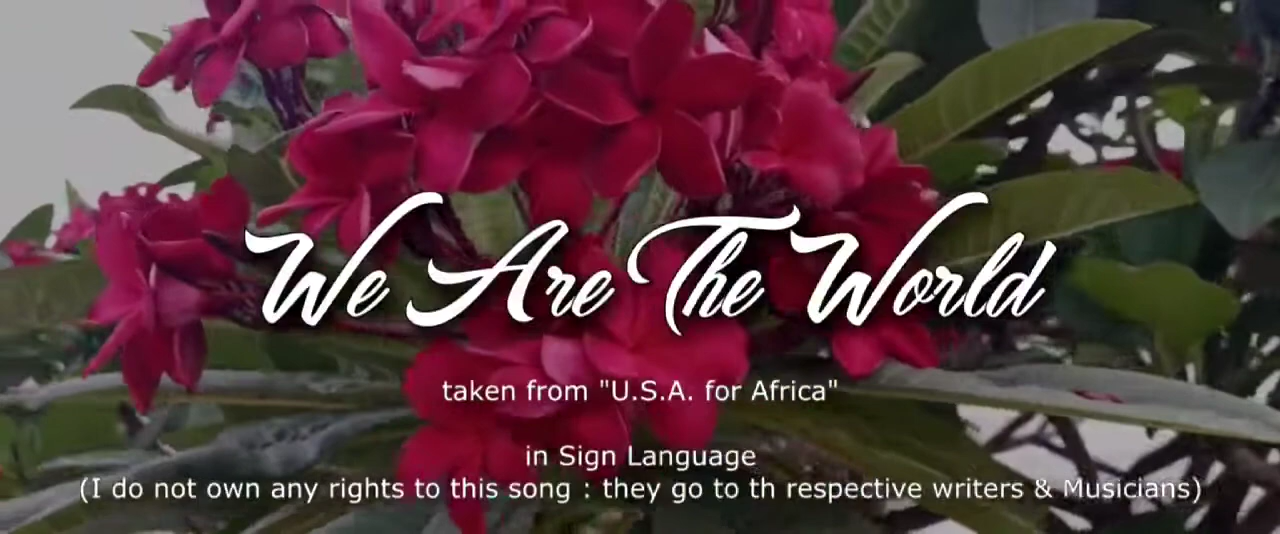 We Are The World
taken from "U.S.A. for Africa"
in Sign Language
(I do not own any rights to this song : they go to th respective writers & Musicians)